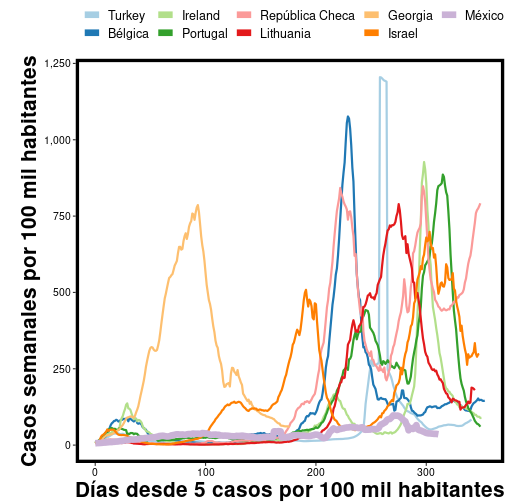 Turkey Ireland República Checa Georgia México
Bélgica Portugal Lithuania Israel
Casos semanales por 100 mil habitantes
1,250
1,000
750
500
250
0
0 100 200 300
Días desde 5 casos por 100 mil habitantes